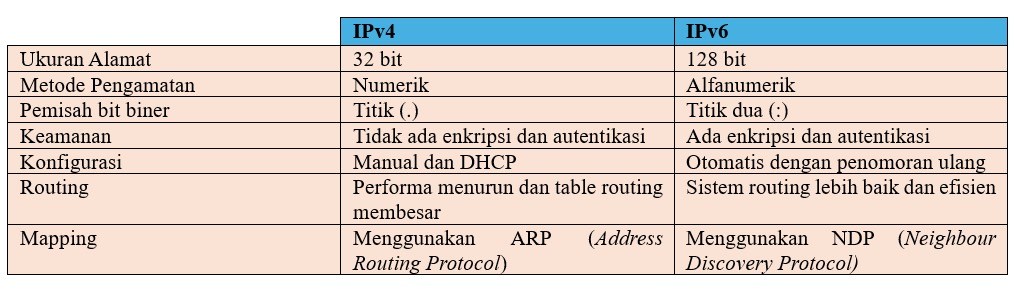 IPv4 IPv6
Ukuran Alamat 32 bit 128 bit
Metode Pengamatan Numerik Alfanumerik
Pemisah bit biner Titik (.) Titik dua (:)
Keamanan Tidak ada enkripsi dan autentikasi Ada enkripsi dan autentikasi
Konfigurasi Manual dan DHCP Otomatis dengan penomoran ulang
Routing Performa menurun dan table routing Sistem routing lebih baik dan efisien
membesar
Mapping Menggunakan ARP (Address Menggunakan NDP (Neighbour
Routing Protocol) Discovery Protocol)